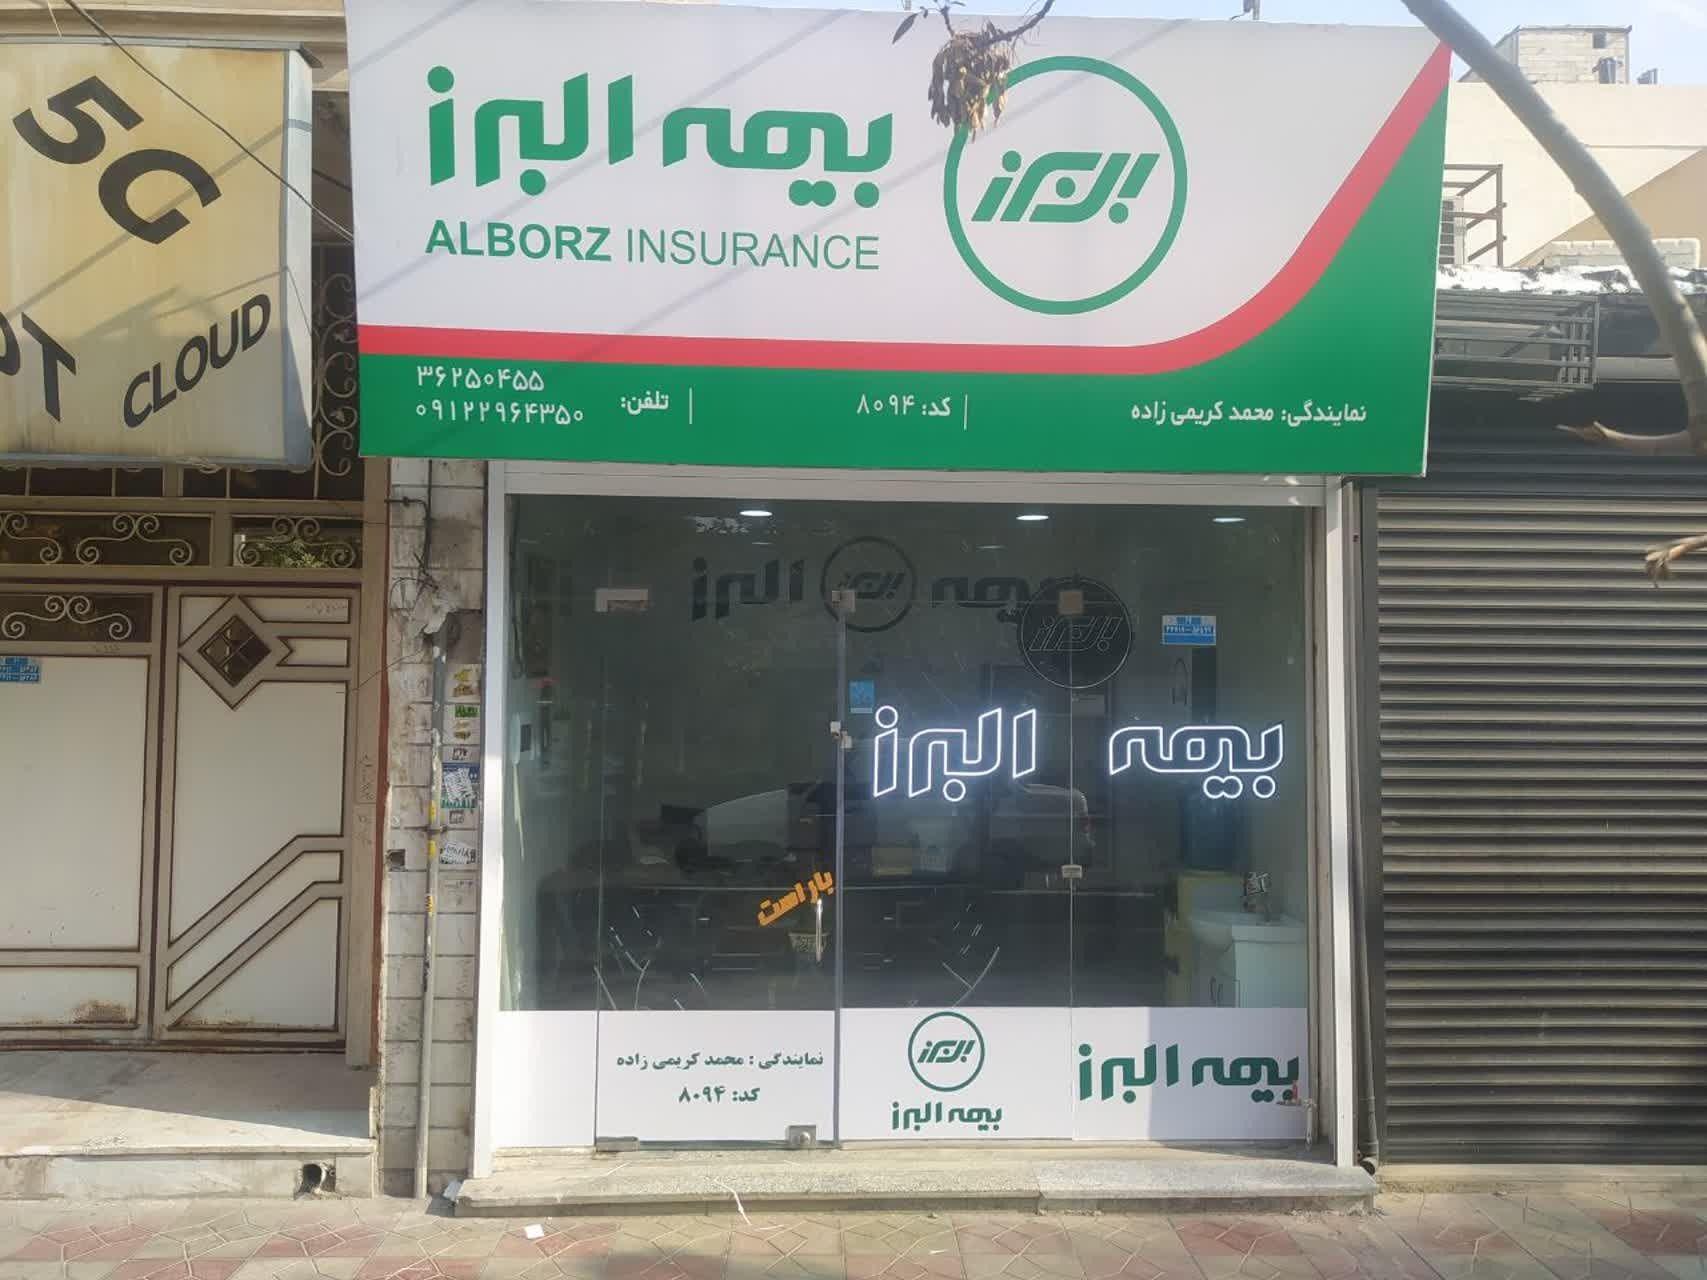 5G
CLOUD
بیمه البرز
البرز
ALBORZ INSURANCE
نمایندگی: محمد کریمی زاده
کد: ۸۰۹۴
تلفن:
۳۶۲۵۰۴۵۵
۰۹۱۲۲۹۶۴۳۵۰
بیمه البرز
البرز
البرز
بیمه البرز
باز است
نمایندگی : محمد کریمی زاده
کد: ۸۰۹۴
البرز
بیمه البرز
بیمه البرز